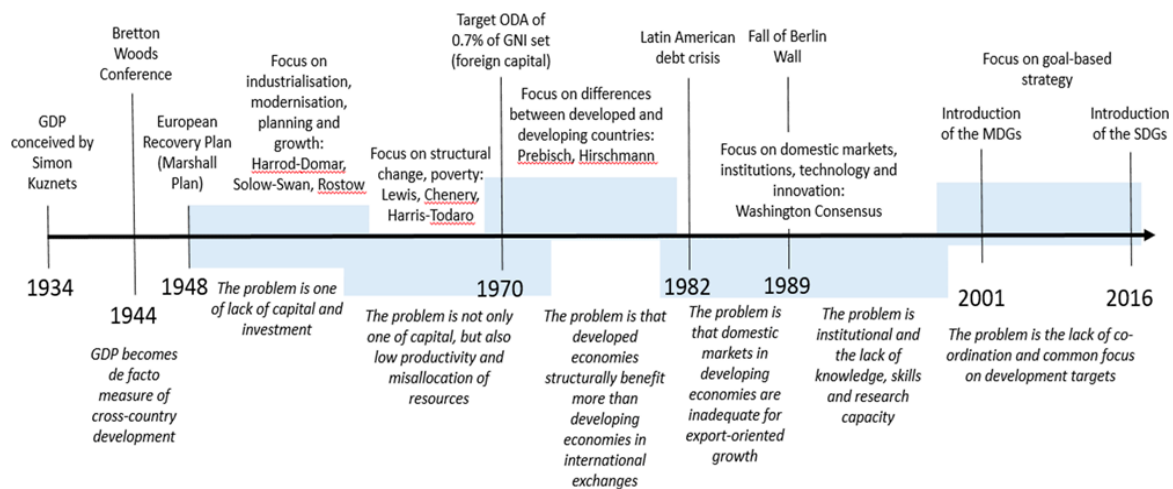 GDP
conceived by
Simon
Kuznets
Bretton
Woods
Conference
European
Recovery Plan
(Marshall
Plan)
Focus on
industrialisation,
modernisation,
planning and
growth:
Harrod-Domar,
Solow-Swan, Rostow
Focus on structural
change, poverty:
Lewis, Chenery,
Harris-Todaro
Target ODA of
0.7% of GNI set
(foreign capital)
Focus on differences
between developed and
developing countries:
Prebisch, Hirschmann
Latin American
debt crisis
Fall of Berlin
Wall
Focus on domestic markets,
institutions, technology and
innovation:
Washington Consensus
Focus on goal-based
strategy
Introduction
of the MDGs
Introduction
of the SDGs
1934
1944
1948
1970
1982
1989
2001
2016
GDP becomes
de facto
measure of
cross-country
development
The problem is one
of lack of capital and
investment
The problem is not only
one of capital, but also
low productivity and
misallocation of
resources
The problem is that
developed
economies
structurally benefit
more than
developing
economies in
international
exchanges
The problem is
that domestic
markets in
developing
economies are
inadequate for
export-oriented
growth
The problem is
institutional and
the lack of
knowledge, skills
and research
capacity
The problem is the lack of co-
ordination and common focus
on development targets